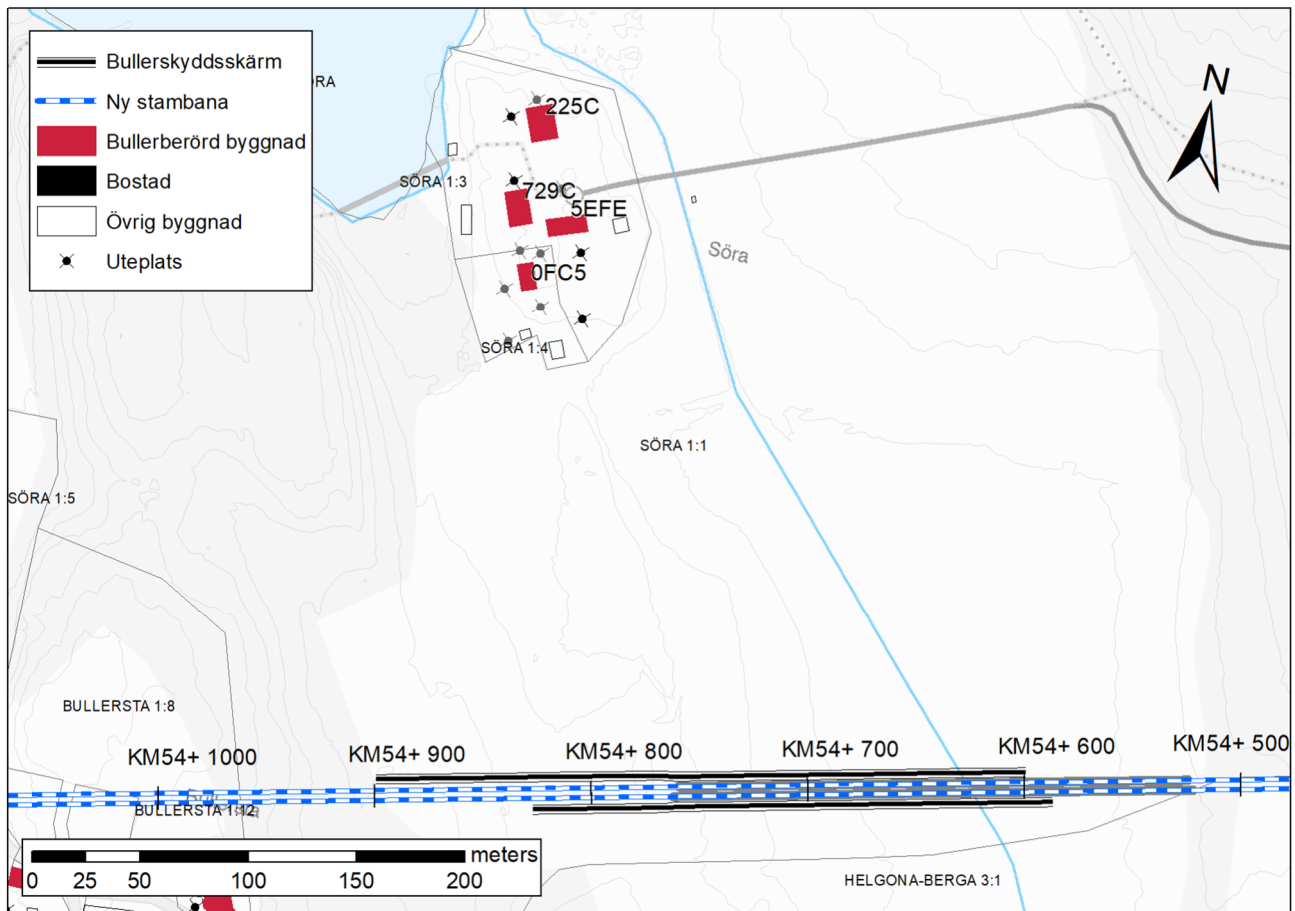 Bullerskyddsskärm
Ny stambana
Bullerberörd byggnad
Bostad
Övrig byggnad
Uteplats
ÖRA
N
225C
SÖRA 1:3
729C
5EFE
Söra
0FC5
SÖRA 1:4
SÖRA 1:1
SÖRA 1:5
BULLERSTA 1:8
KM54+ 1000
KM54+ 900
KM54+ 800
KM54+ 700
KM54+ 600
KM54+ 500
BULLERSTA 1:12
meters
0 25 50 100 150 200
HELGONA-BERGA 3:1